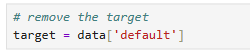 # remove the target
target = data['default']